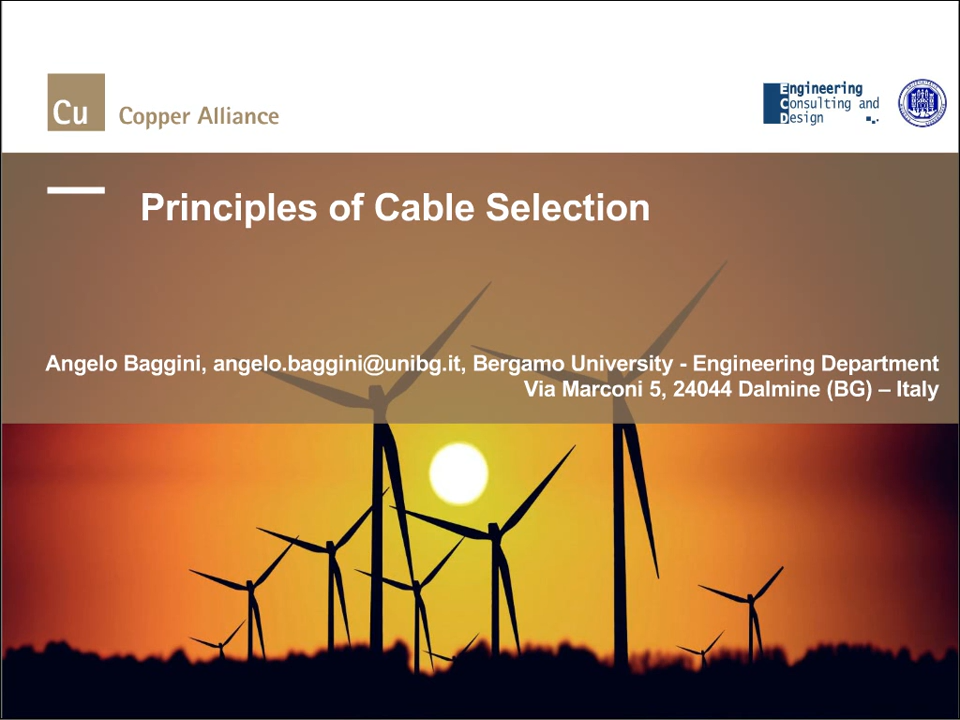 Cu
Copper Alliance
Engineering
Consulting and
Design
Principles of Cable Selection
Angelo Baggini, angelo.baggini@unibg.it, Bergamo University - Engineering Department
Via Marconi 5, 24044 Dalmine (BG) – Italy